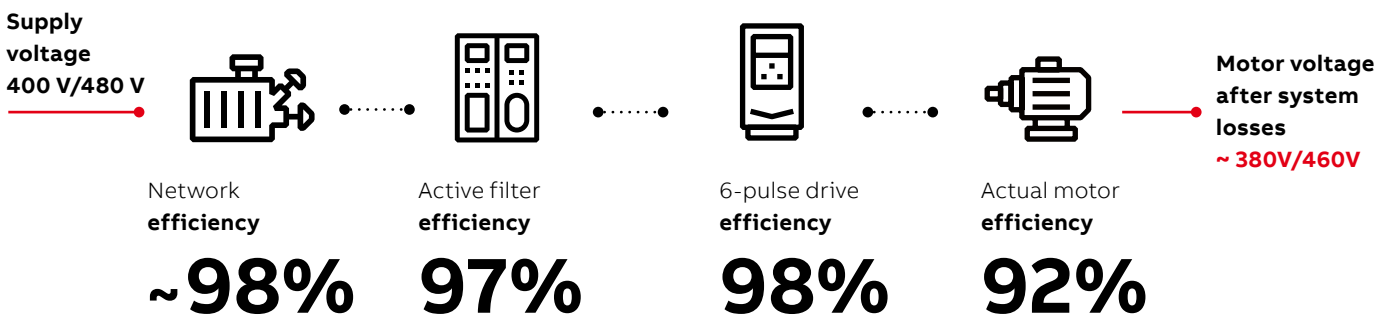 Supply
voltage
400 V/480 V
Network
efficiency
~98%
Active filter
efficiency
97%
6-pulse drive
efficiency
98%
Actual motor
efficiency
92%
Motor voltage
after system
losses
~ 380V/460V